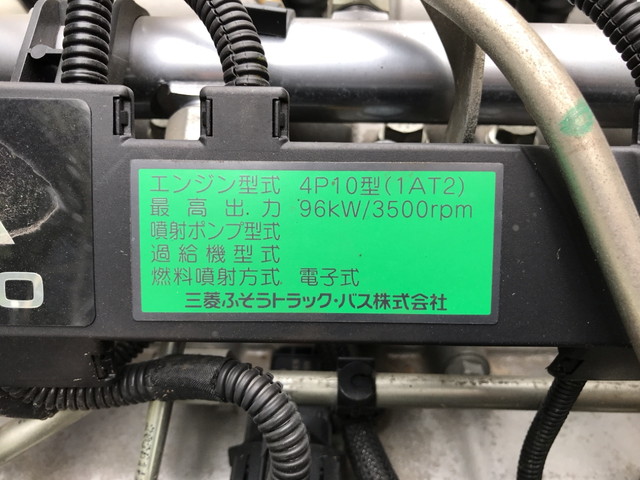 エンジン型式 4P10型(1AT2)
最高出力 96kW/3500rpm
噴射ポンプ型式
過給機型式
燃料噴射方式 電子式
三菱ふそうトラック・バス株式会社